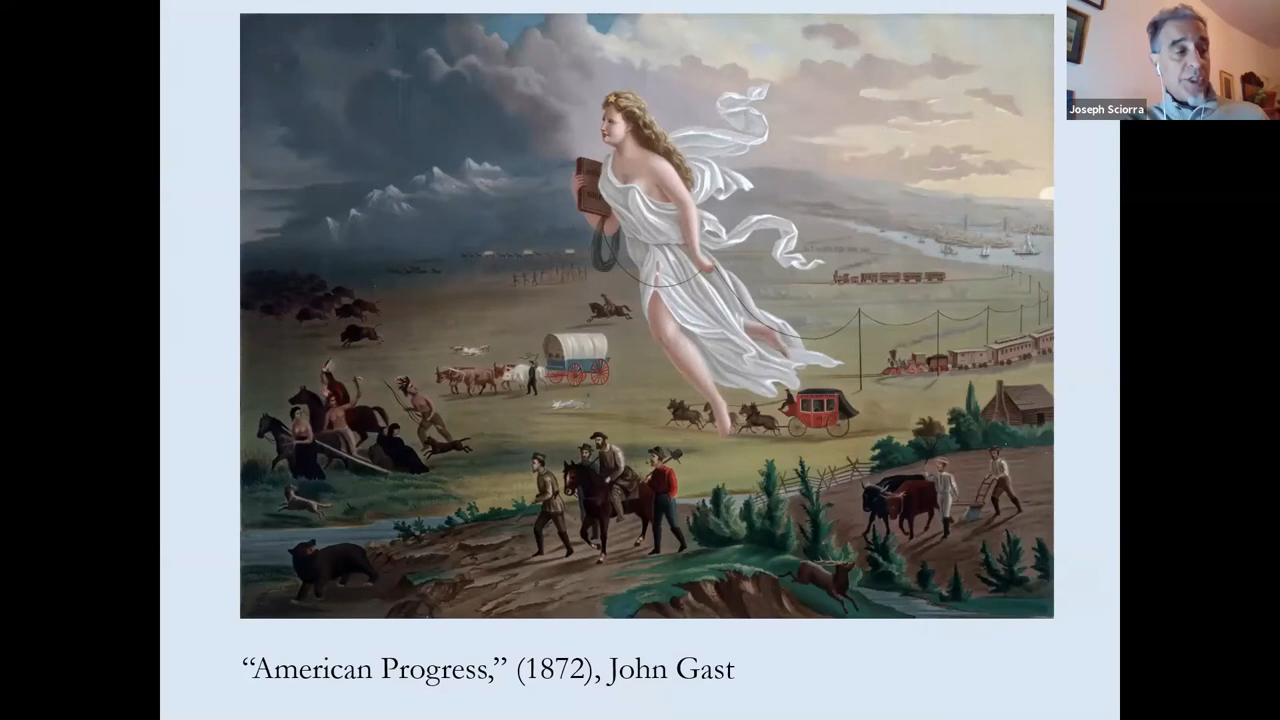 Joseph Sciorra
“American Progress,” (1872), John Gast